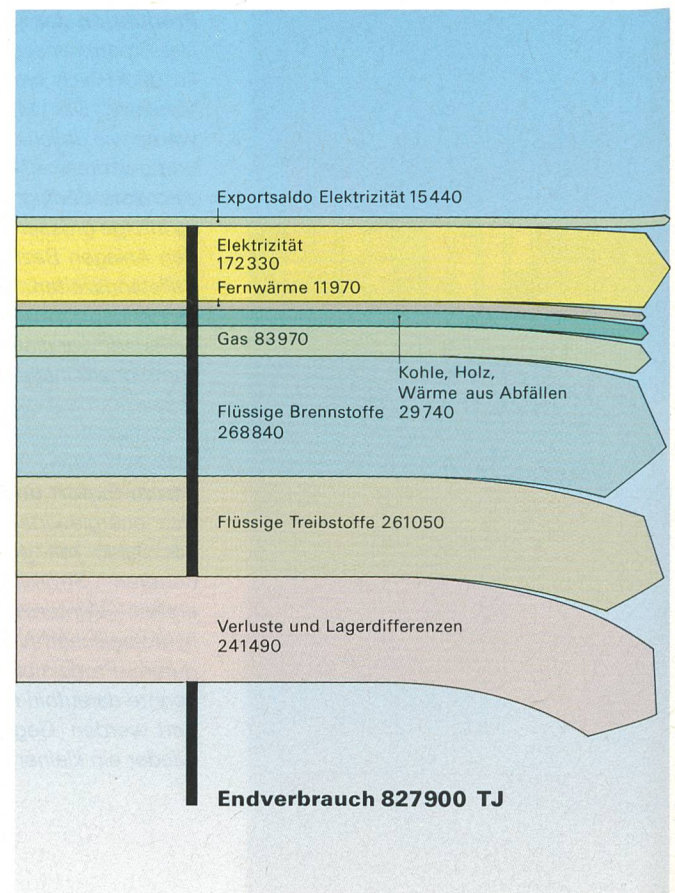 Exportsaldo Elektrizität 15440
Elektrizität
172330
Fernwärme 11970
Gas 83970
Kohle, Holz,
Wärme aus Abfällen
29740
Flüssige Brennstoffe
268840
Flüssige Treibstoffe 261050
Verluste und Lagerdifferenzen
241490
Endverbrauch 827900 TJ